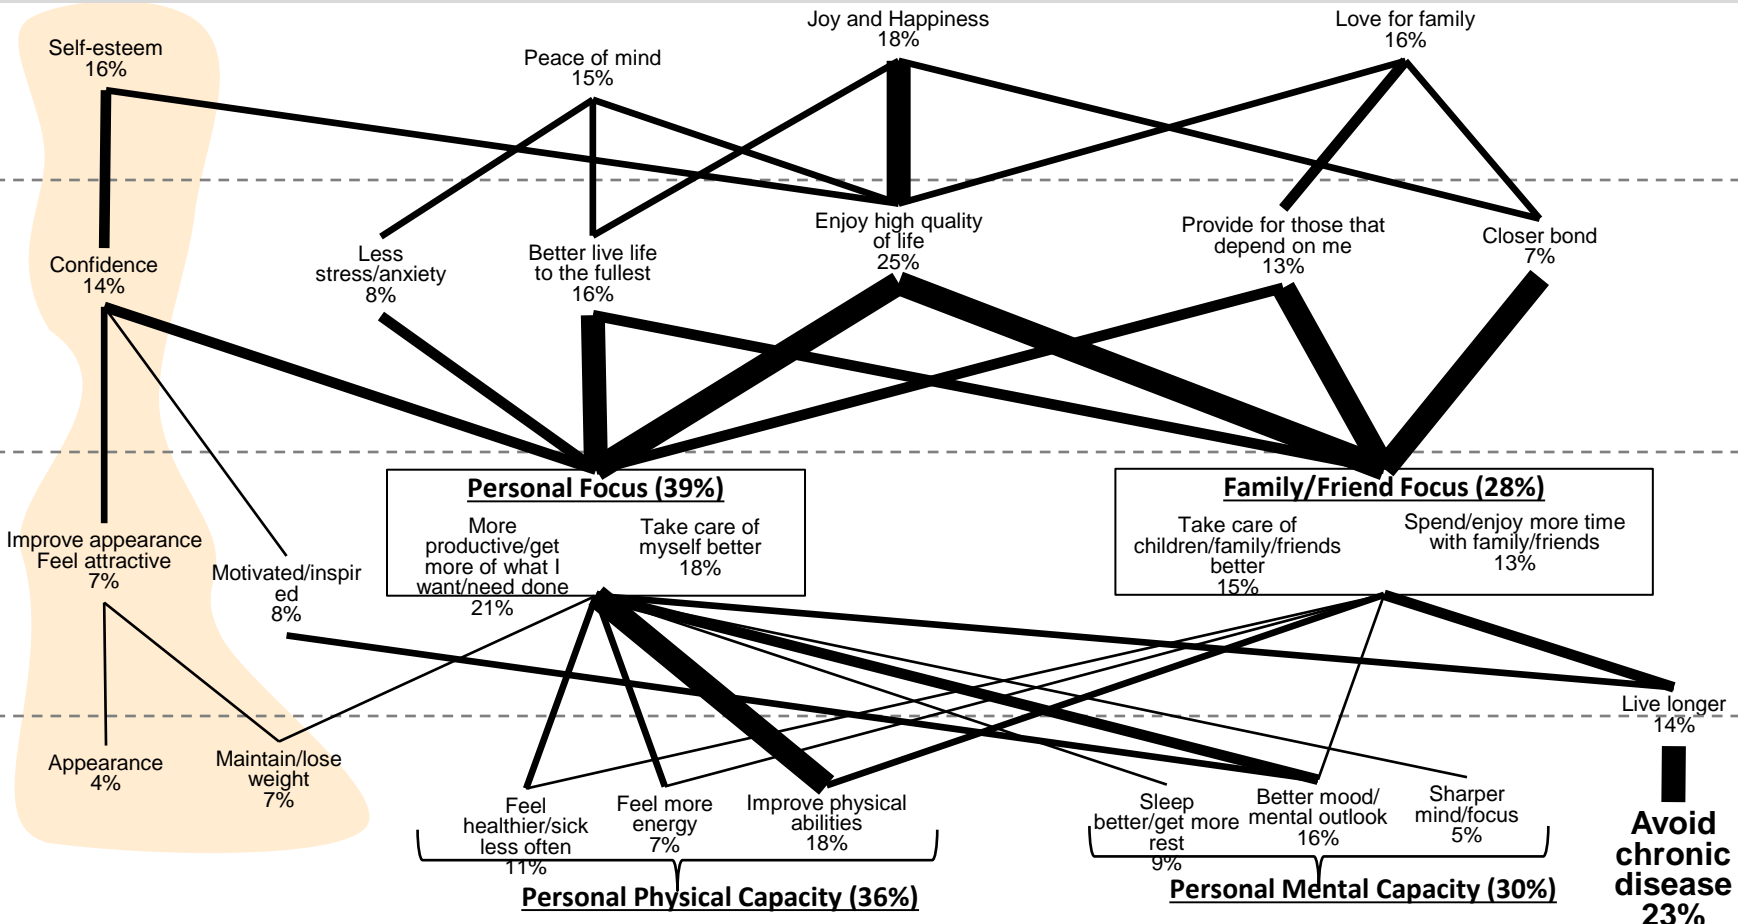 Self-esteem
16%
Peace of mind
15%
Joy and Happiness
18%
Love for family
16%
Confidence
14%
Less
stress/anxiety
8%
Better live life
to the fullest
16%
Enjoy high quality
of life
25%
Provide for those that
depend on me
13%
Closer bond
7%
Improve appearance
Feel attractive
7%
Motivated/inspir
ed
8%
Personal Focus (39%)
More
productive/get
more of what I
want/need done
21%
Take care of
myself better
18%
Family/Friend Focus (28%)
Take care of
children/family/friends
better
15%
Spend/enjoy more time
with family/friends
13%
Live longer
14%
Appearance
4%
Maintain/lose
weight
7%
Feel
healthier/sick
less often
11%
Feel more
energy
7%
Improve physical
abilities
18%
Personal Physical Capacity (36%)
Sleep
better/get more
rest
9%
Better mood/
mental outlook
16%
Sharper
mind/focus
5%
Personal Mental Capacity (30%)
Avoid
chronic
disease
23%